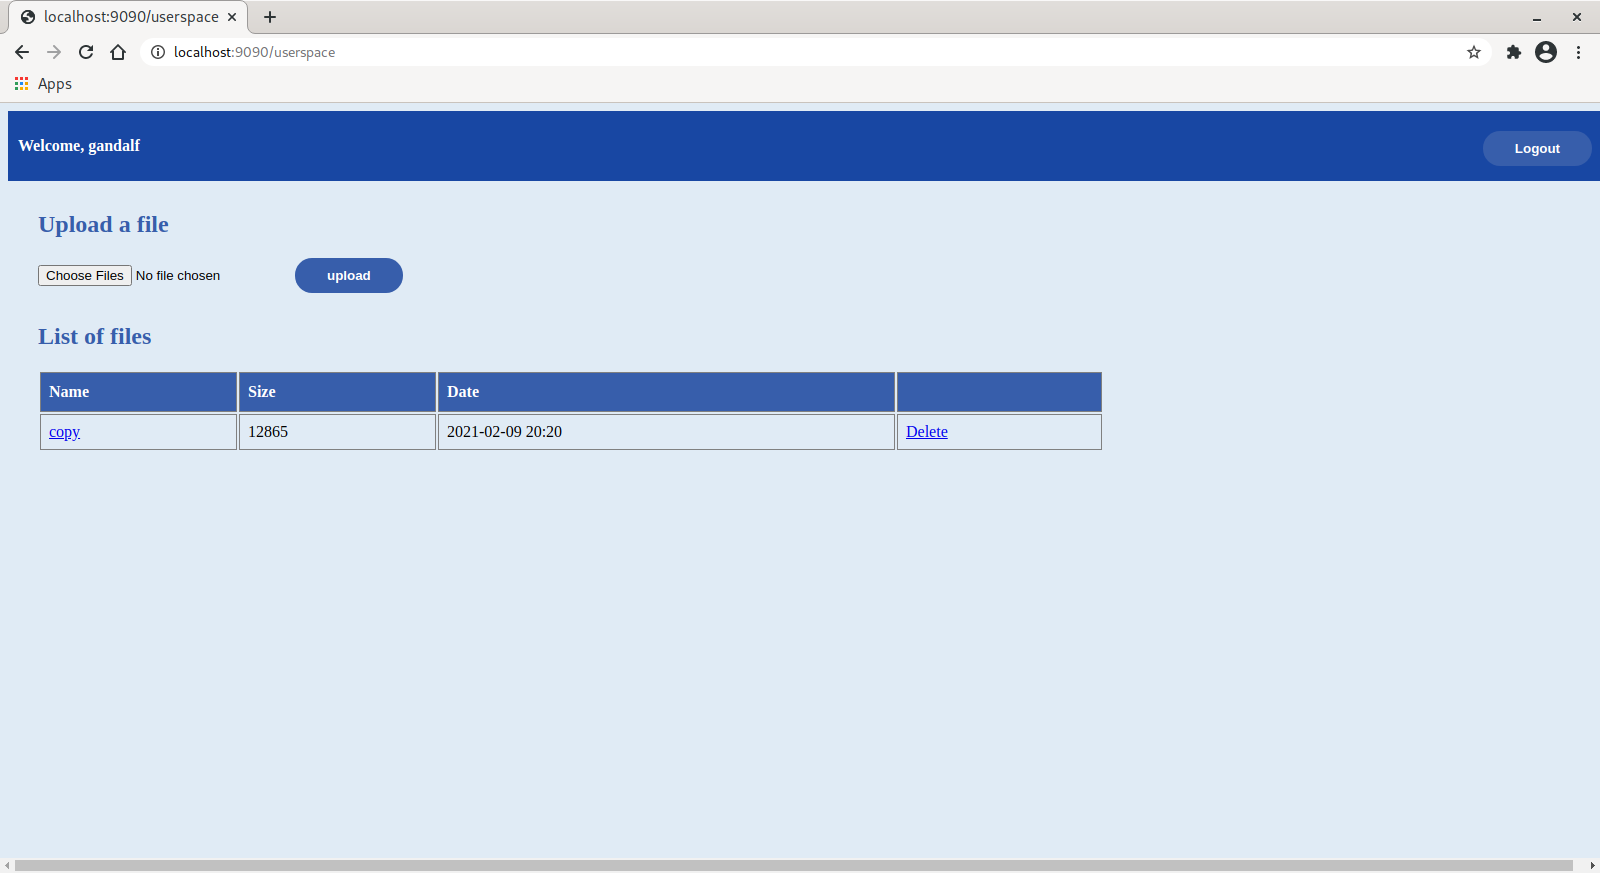 localhost:9090/userspace
localhost:9090/userspace
Apps
Welcome, gandalf
Logout
Upload a file
Choose Files No file chosen upload
List of files
Name Size Date
copy 12865 2021-02-09 20:20 Delete